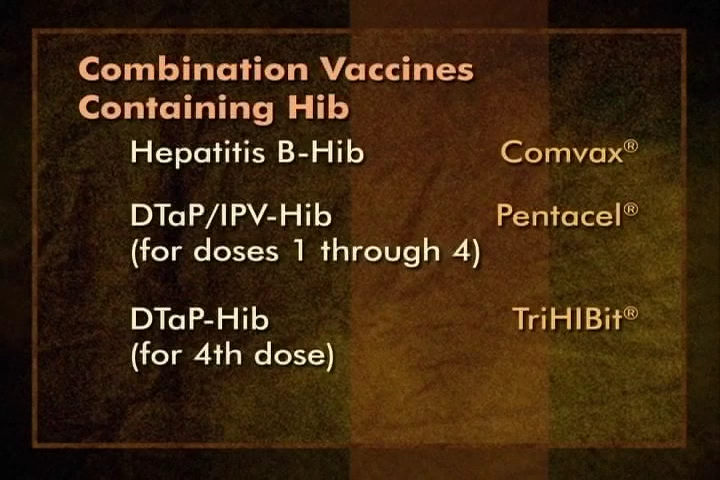 Combination Vaccines
Containing Hib
Hepatitis B-Hib Comvax®
DTaP/IPV-Hib Pentacel®
(for doses 1 through 4)
DTaP-Hib TriHIBit®
(for 4th dose)